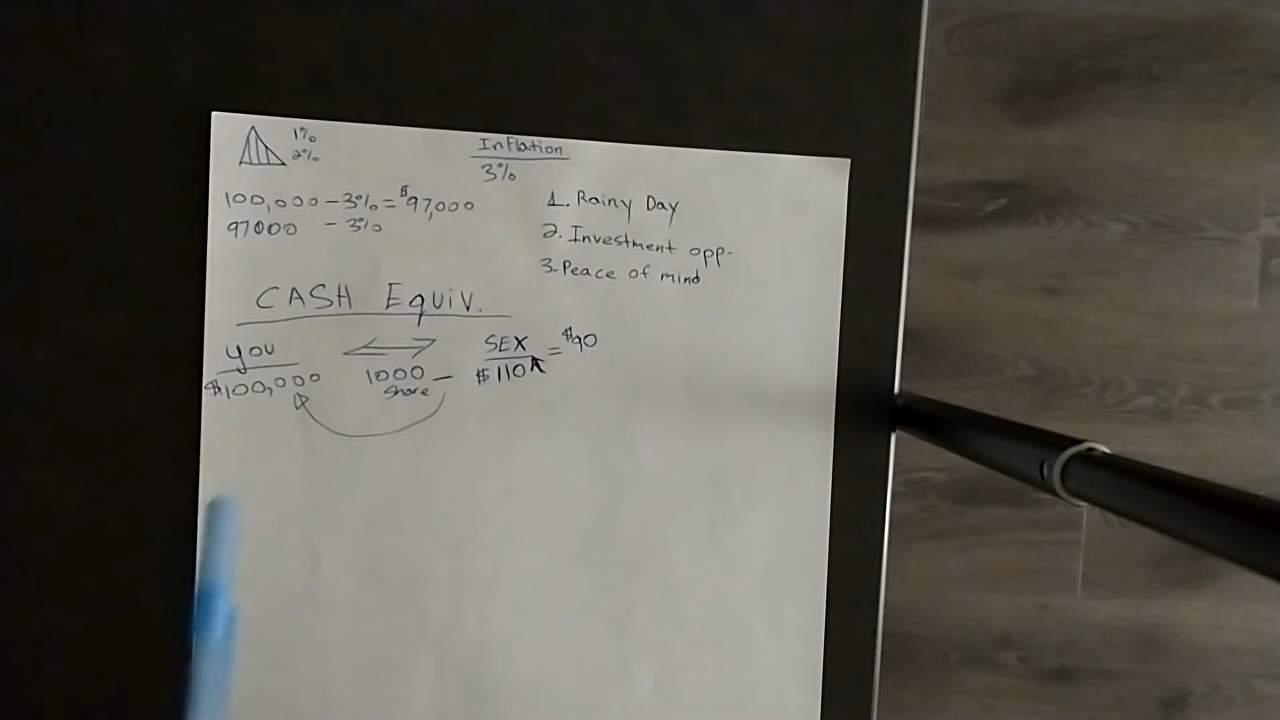 1%
2%
Inflation
3%
100,000 - 3% = $97,000
97000 - 3%
1. Rainy Day
2. Investment opp.
3. Peace of mind
CASH Equiv.
you
$100,000
1000
share
SEX = $90
$110